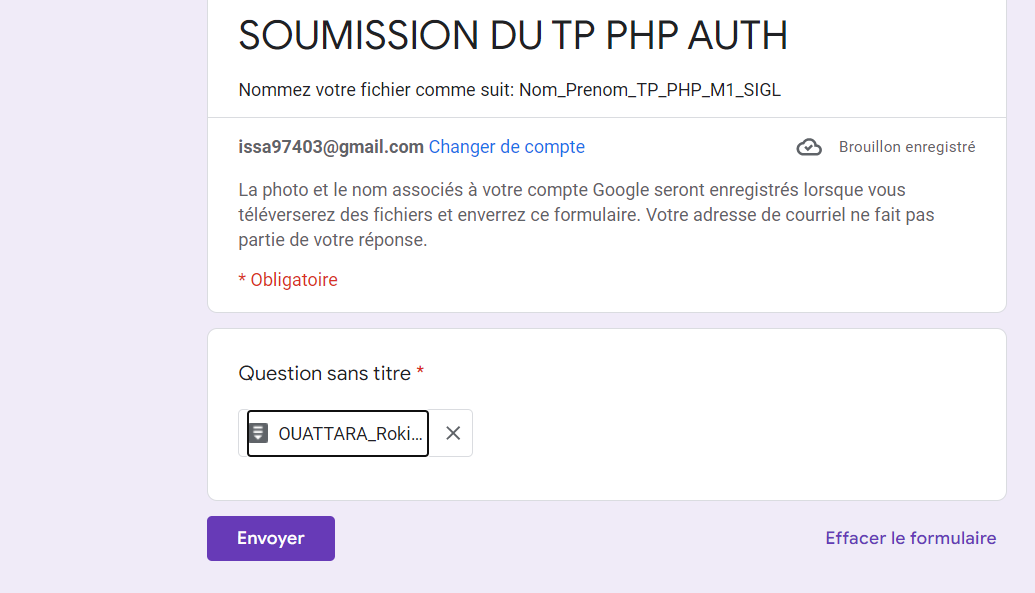 SOUMISSION DU TP PHP AUTH
Nommez votre fichier comme suit: Nom_Prenom_TP_PHP_M1_SIGL
issa97403@gmail.com Changer de compte
Brouillon enregistré
La photo et le nom associés à votre compte Google seront enregistrés lorsque vous
téléverserez des fichiers et enverrez ce formulaire. Votre adresse de courriel ne fait pas
partie de votre réponse.
* Obligatoire
Question sans titre *
OUATTARA_Roki...
Envoyer
Effacer le formulaire